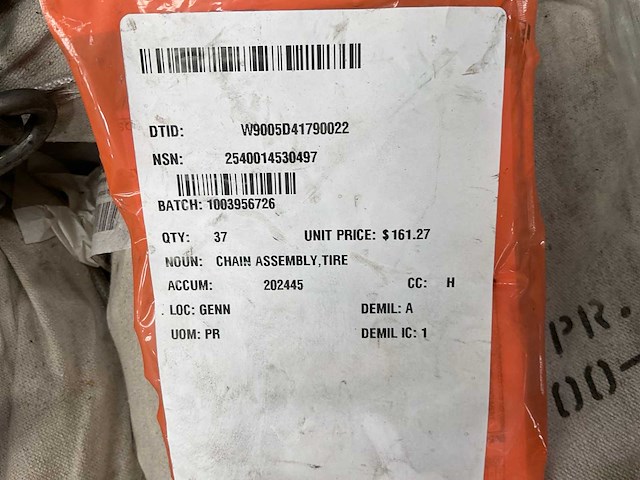 DTID: W9005D41790022
NSN: 2540014530497
BATCH: 1003956726
QTY: 37 UNIT PRICE: $161.27
NOUN: CHAIN ASSEMBLY,TIRE
ACCUM: 202445 CC: H
LOC: GENN DEMIL: A
UOM: PR DEMIL IC: 1
PR.
00-